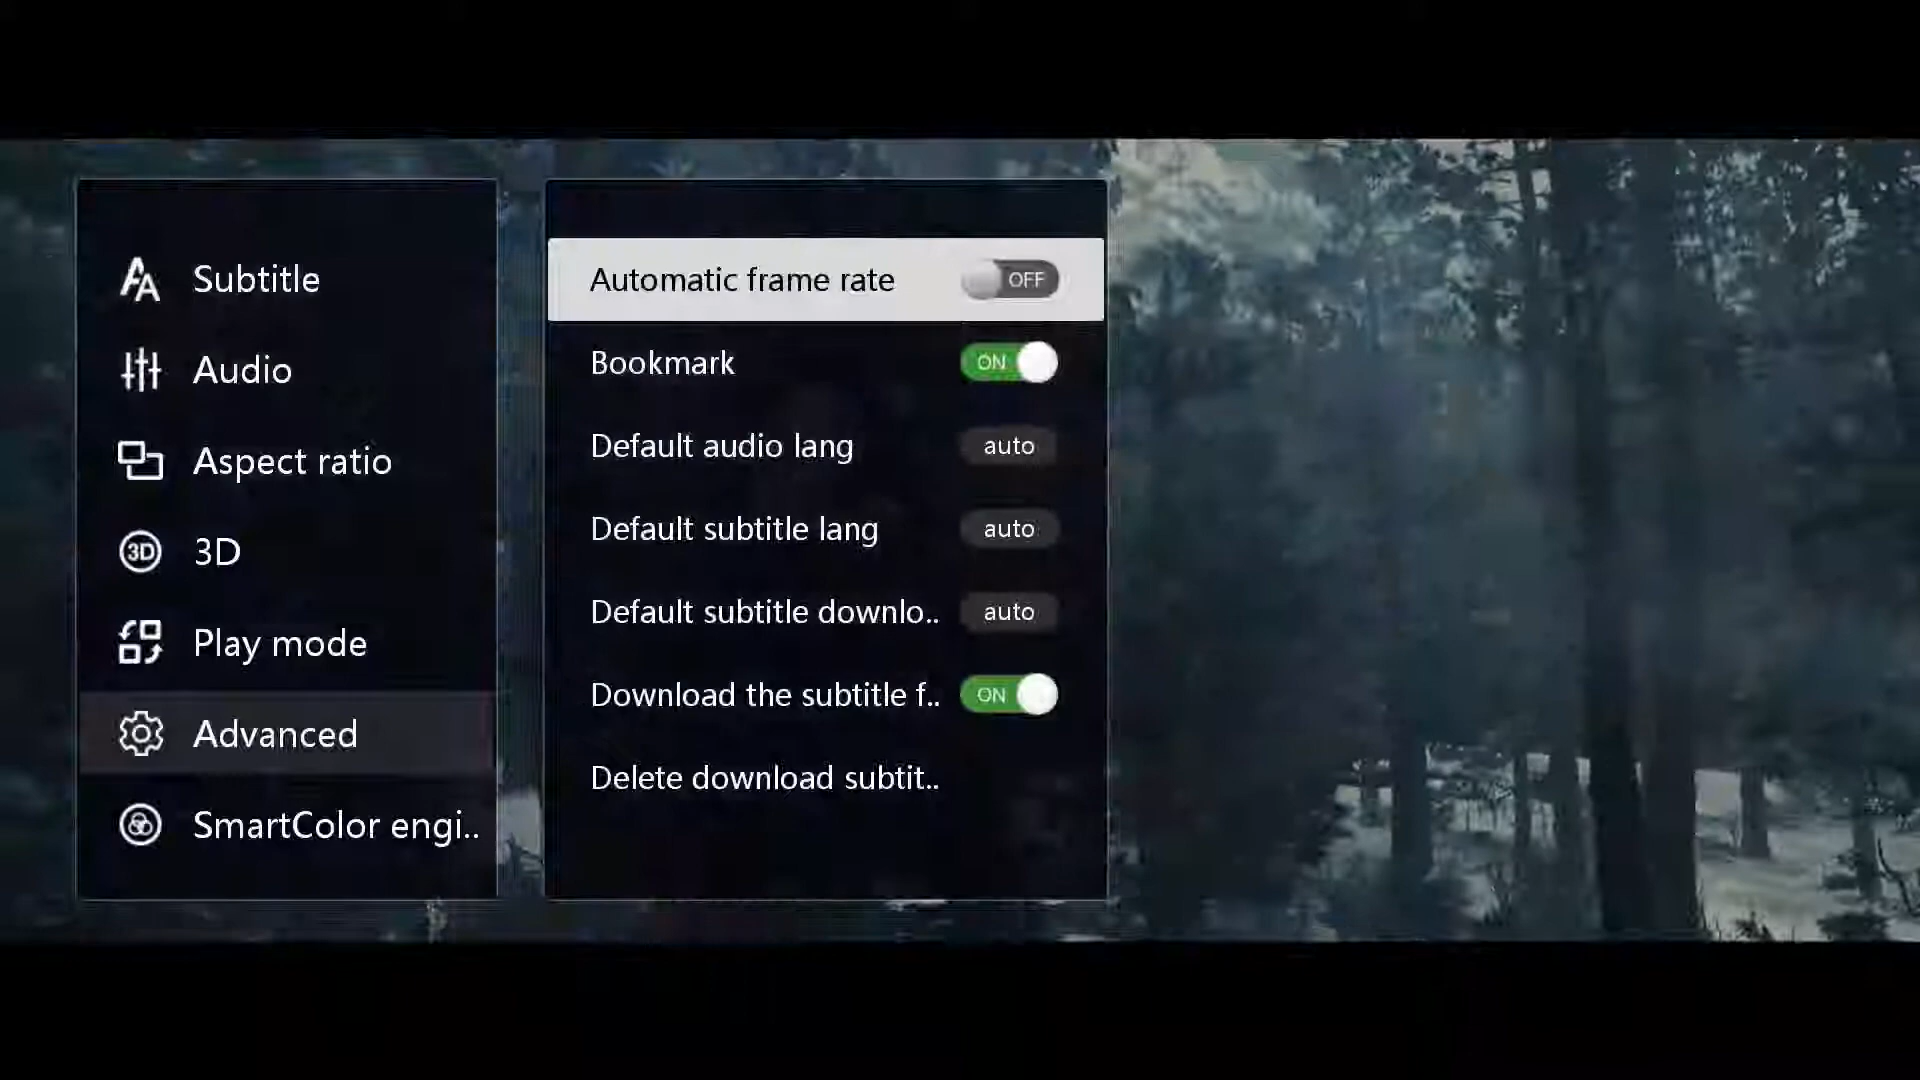 Subtitle
Audio
Aspect ratio
3D
3D
Play mode
Advanced
SmartColor engi..
Automatic frame rate OFF
Bookmark ON
Default audio lang auto
Default subtitle lang auto
Default subtitle downlo.. auto
Download the subtitle f.. ON
Delete download subtit..